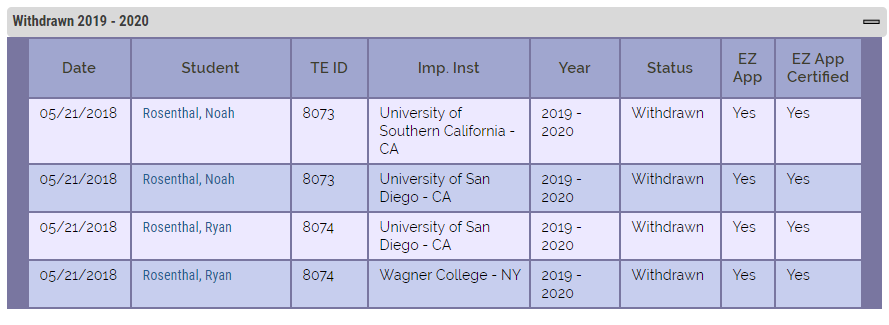 Withdrawn 2019 - 2020
Date Student TE ID Imp. Inst Year Status EZ App EZ App Certified
05/21/2018 Rosenthal, Noah 8073 University of Southern California - CA 2019 - 2020 Withdrawn Yes Yes
05/21/2018 Rosenthal, Noah 8073 University of San Diego - CA 2019 - 2020 Withdrawn Yes Yes
05/21/2018 Rosenthal, Ryan 8074 University of San Diego - CA 2019 - 2020 Withdrawn Yes Yes
05/21/2018 Rosenthal, Ryan 8074 Wagner College - NY 2019 - 2020 Withdrawn Yes Yes